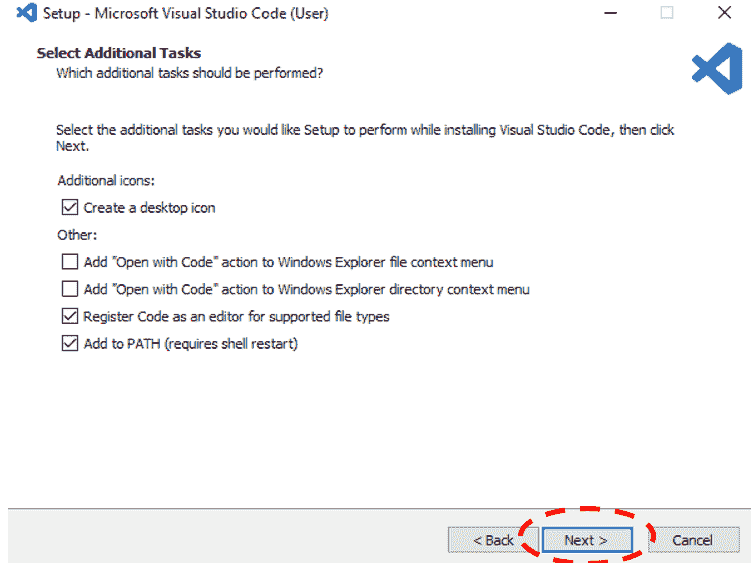 Setup - Microsoft Visual Studio Code (User)
Select Additional Tasks
Which additional tasks should be performed?
Select the additional tasks you would like Setup to perform while installing Visual Studio Code, then click
Next.
Additional icons:
Create a desktop icon
Other:
Add "Open with Code" action to Windows Explorer file context menu
Add "Open with Code" action to Windows Explorer directory context menu
Register Code as an editor for supported file types
Add to PATH (requires shell restart)
< Back Next > Cancel